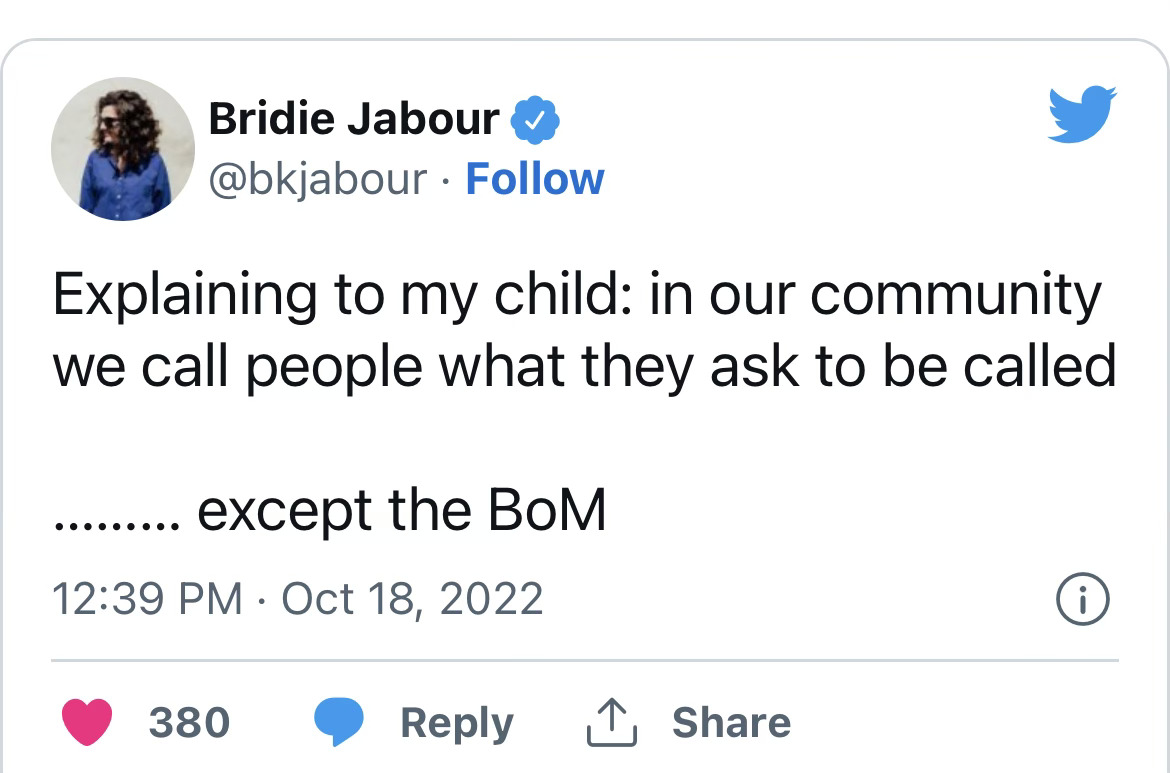 Bridie Jabour
@bkjabour · Follow
Explaining to my child: in our community
we call people what they ask to be called
......... except the BoM
12:39 PM · Oct 18, 2022
380 Reply Share